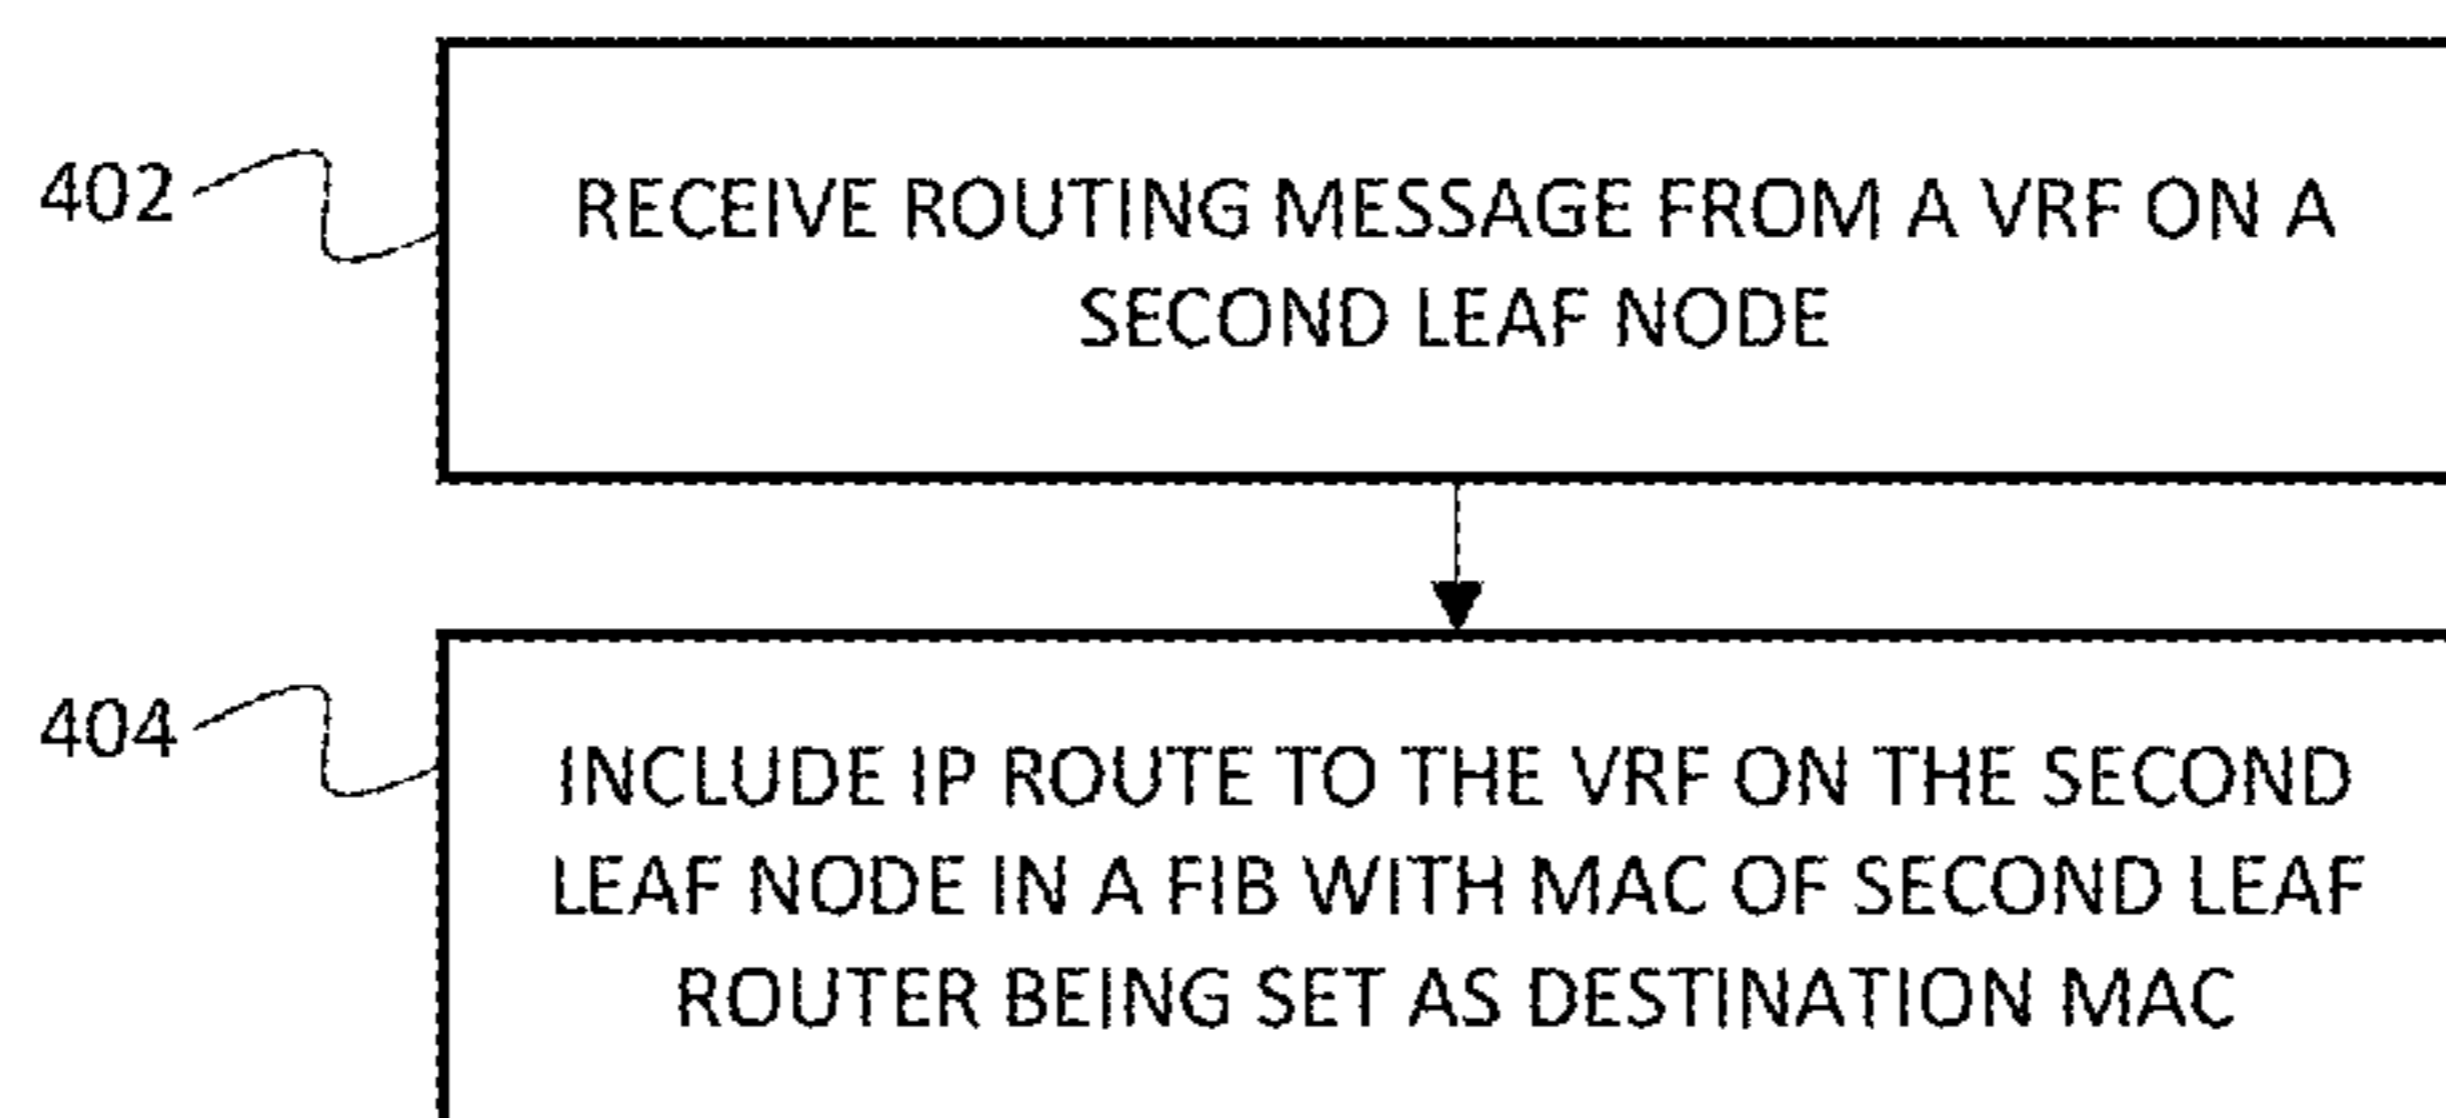 402
RECEIVE ROUTING MESSAGE FROM A VRF ON A
SECOND LEAF NODE
404
INCLUDE IP ROUTE TO THE VRF ON THE SECOND
LEAF NODE IN A FIB WITH MAC OF SECOND LEAF
ROUTER BEING SET AS DESTINATION MAC